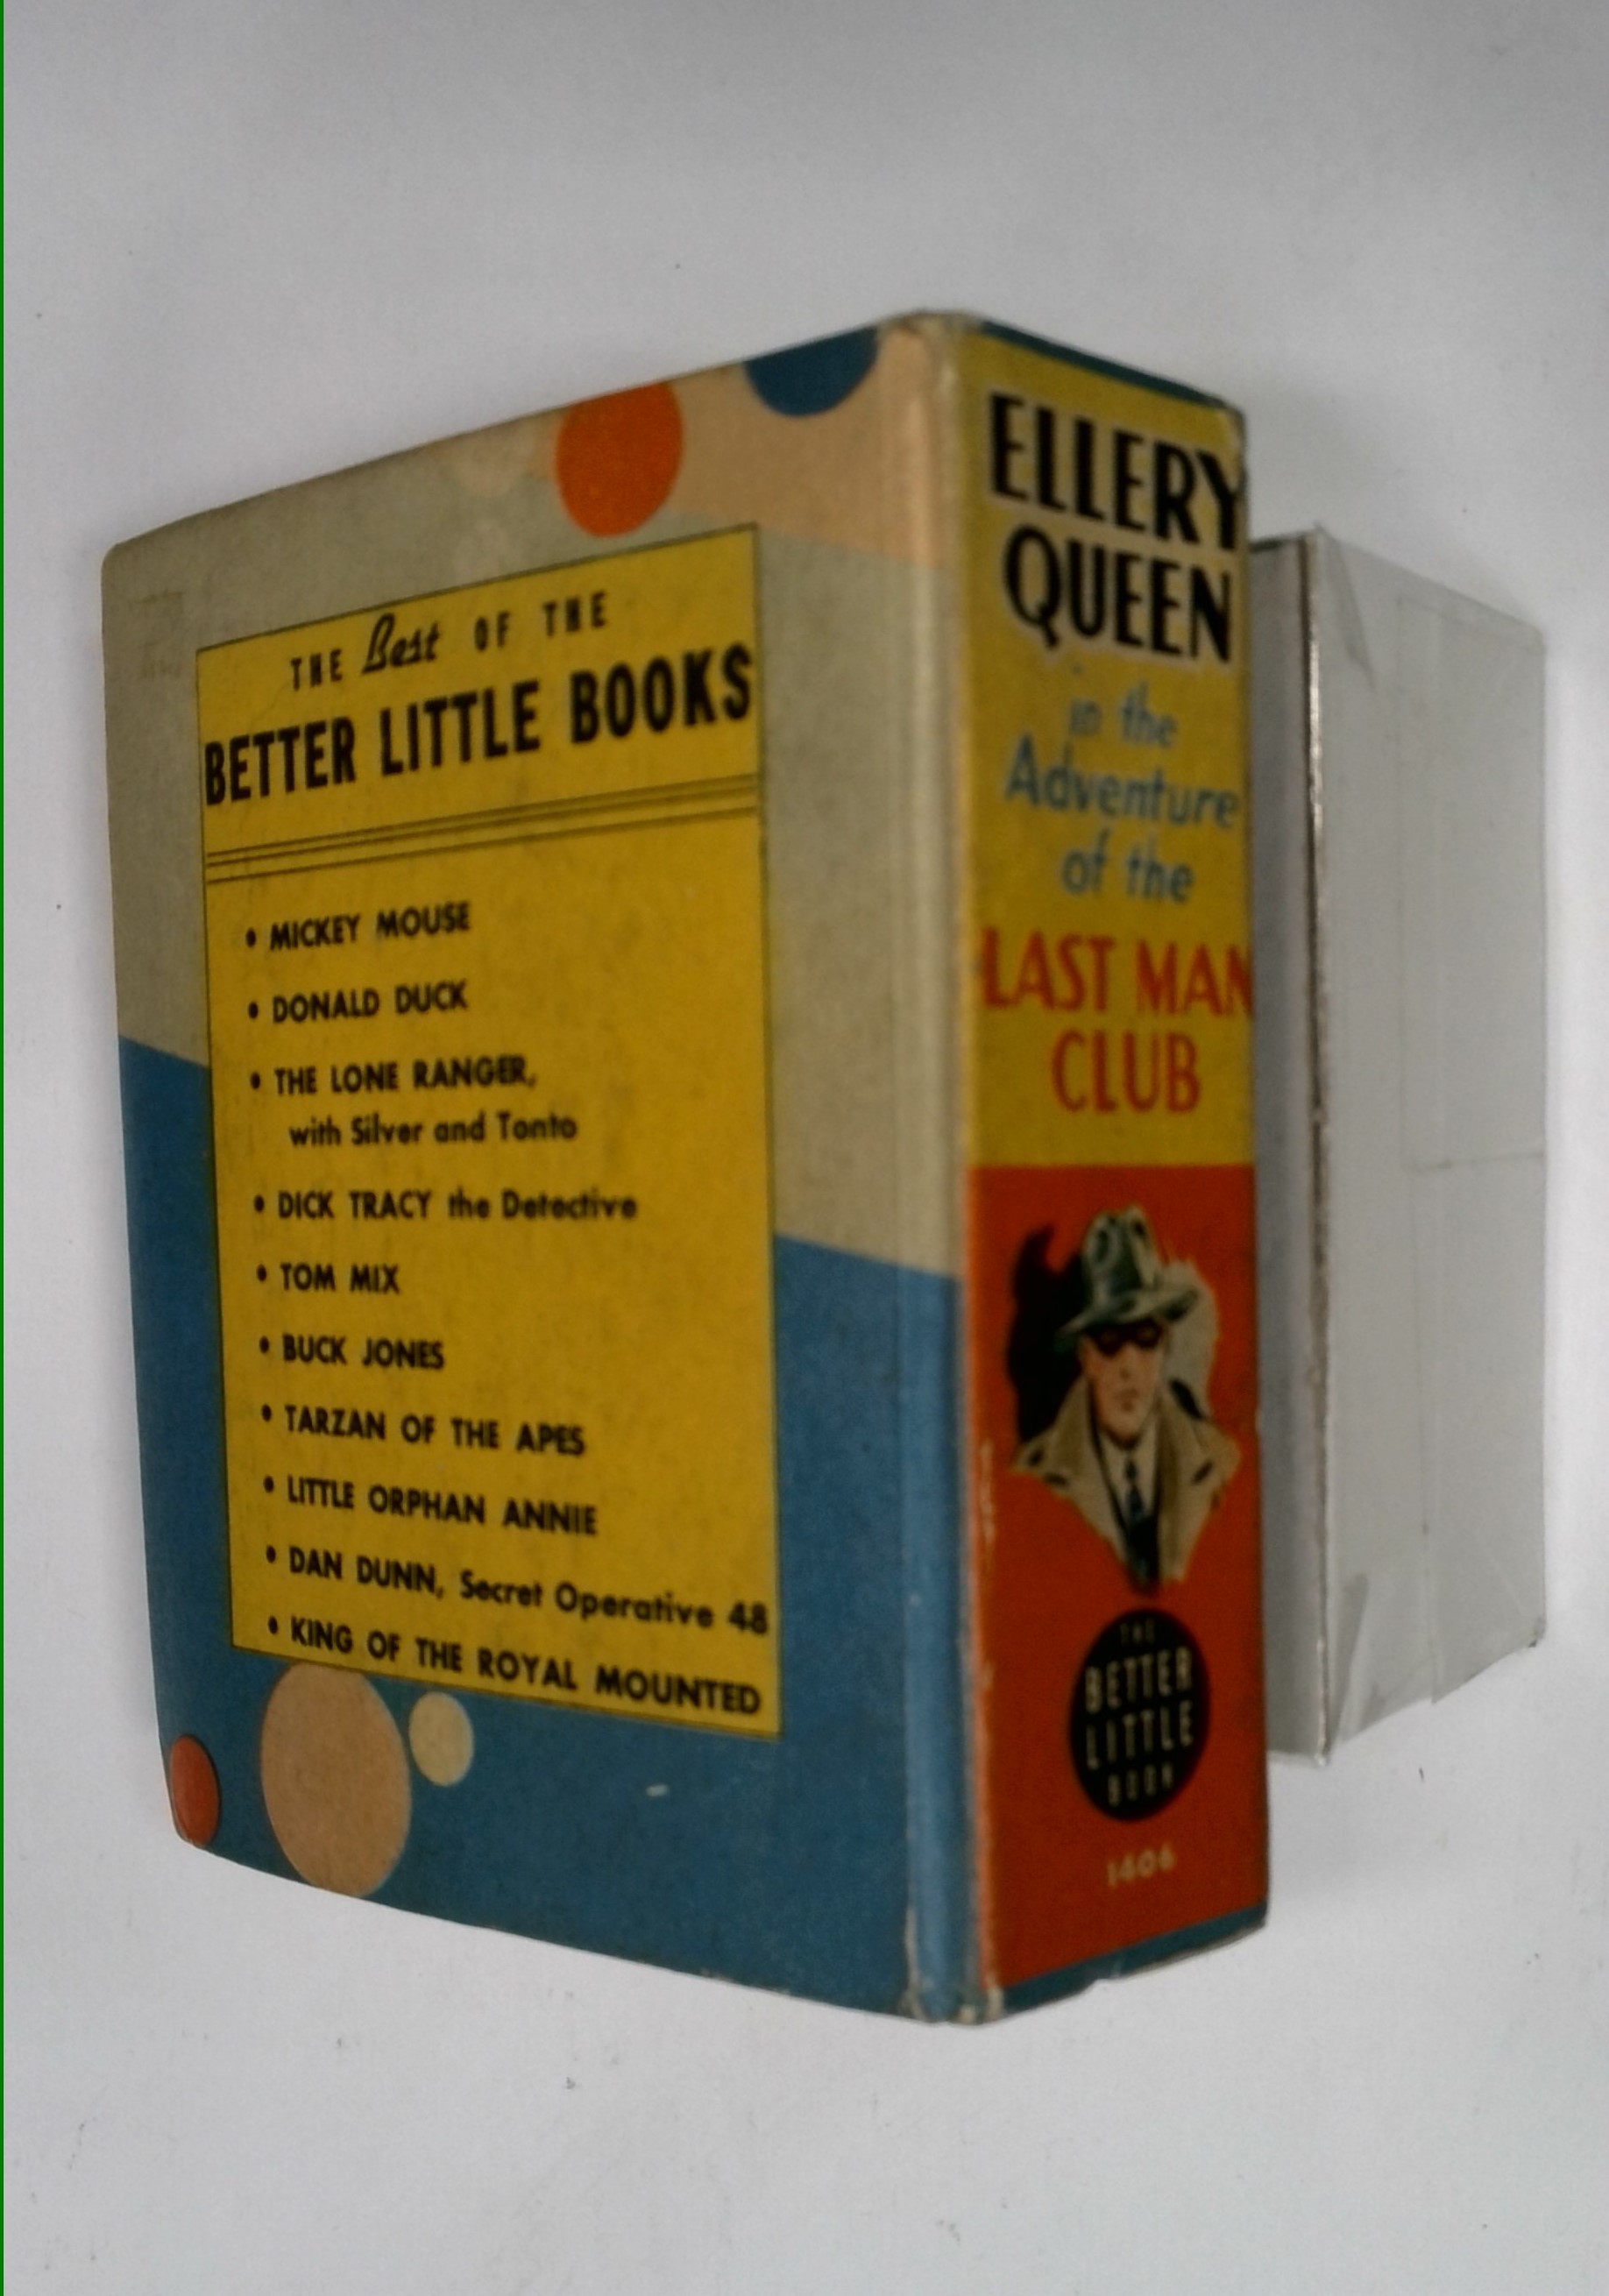 THE Best OF THE
BETTER LITTLE BOOKS
• MICKEY MOUSE
• DONALD DUCK
• THE LONE RANGER,
with Silver and Tonto
• DICK TRACY the Detective
• TOM MIX
• BUCK JONES
• TARZAN OF THE APES
• LITTLE ORPHAN ANNIE
• DAN DUNN, Secret Operative 48
• KING OF THE ROYAL MOUNTED
ELLERY
QUEEN
in the
Adventure
of the
LAST MAN
CLUB
THE
BETTER
LITTLE
BOOK
1406